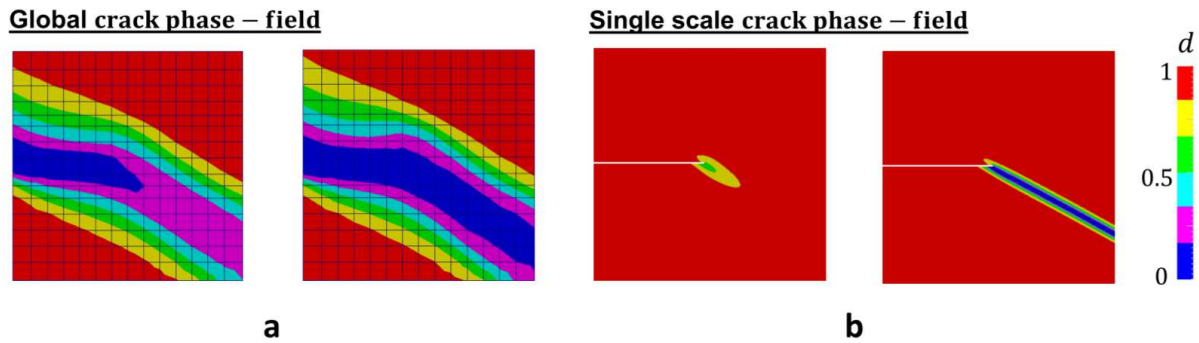 Global crack phase – field
Single scale crack phase – field
d
1
0.5
0
a
b